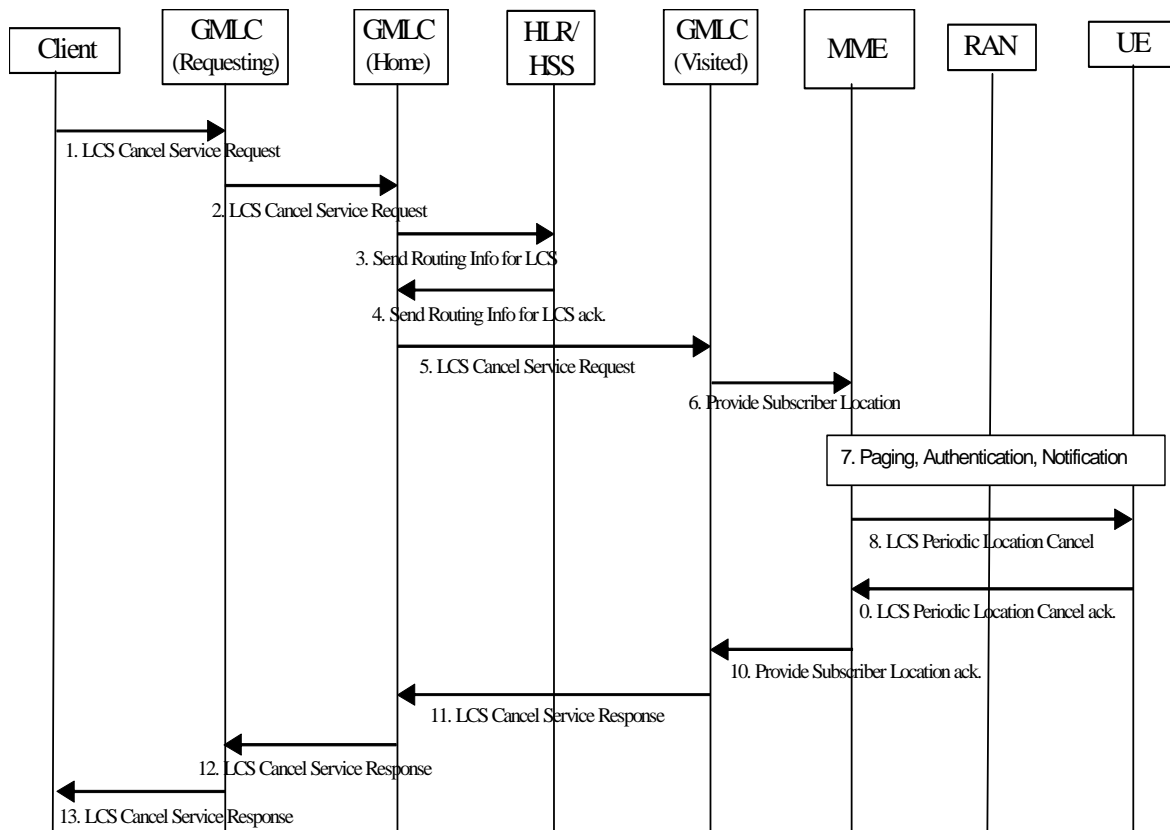 Client
GMLC
(Requesting)
GMLC
(Home)
HLR/
HSS
GMLC
(Visited)
MME
RAN
UE
1. LCS Cancel Service Request
2. LCS Cancel Service Request
3. Send Routing Info for LCS
4. Send Routing Info for LCS ack.
5. LCS Cancel Service Request
6. Provide Subscriber Location
7. Paging, Authentication, Notification
8. LCS Periodic Location Cancel
0. LCS Periodic Location Cancel ack.
10. Provide Subscriber Location ack.
11. LCS Cancel Service Response
12. LCS Cancel Service Response
13. LCS Cancel Service Response